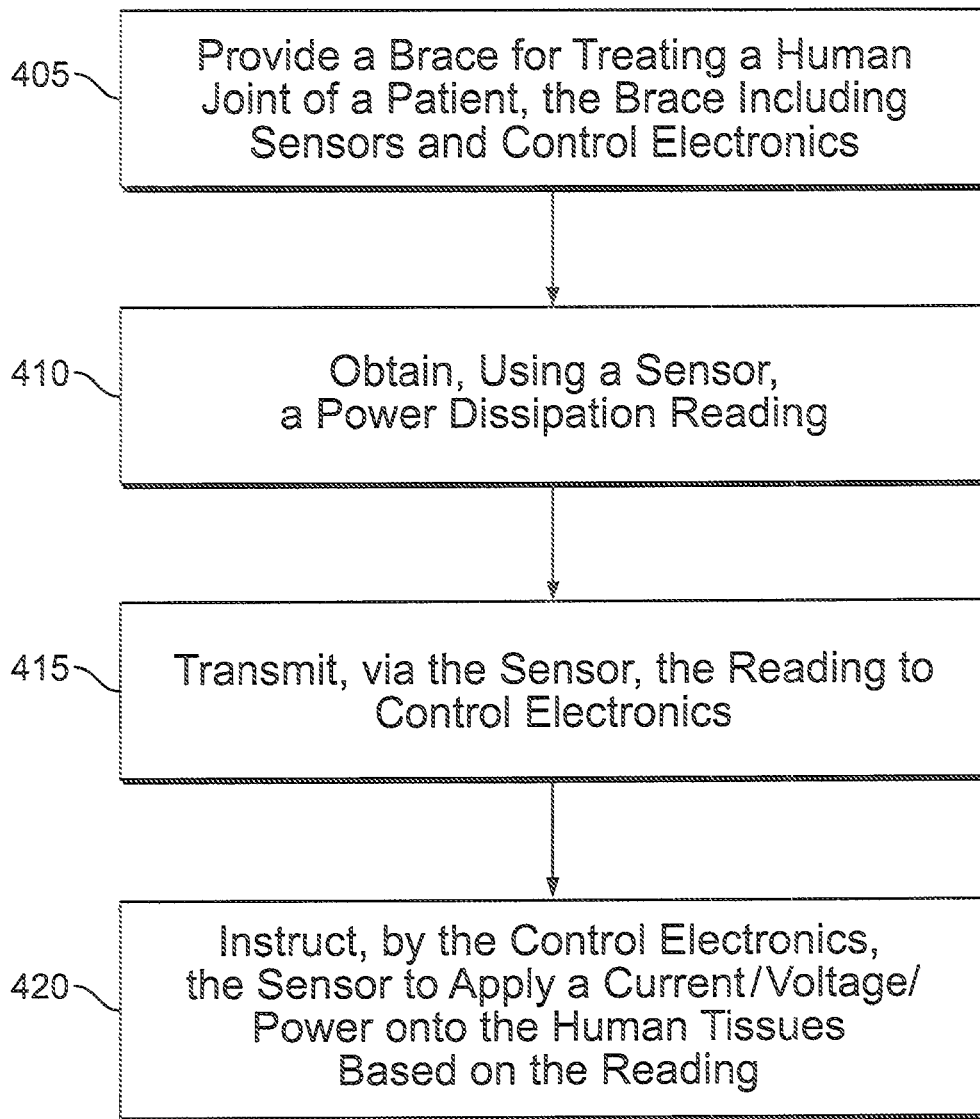 405
Provide a Brace for Treating a Human
Joint of a Patient, the Brace Including
Sensors and Control Electronics
410
Obtain, Using a Sensor,
a Power Dissipation Reading
415
Transmit, via the Sensor, the Reading to
Control Electronics
420
Instruct, by the Control Electronics,
the Sensor to Apply a Current/Voltage/
Power onto the Human Tissues
Based on the Reading